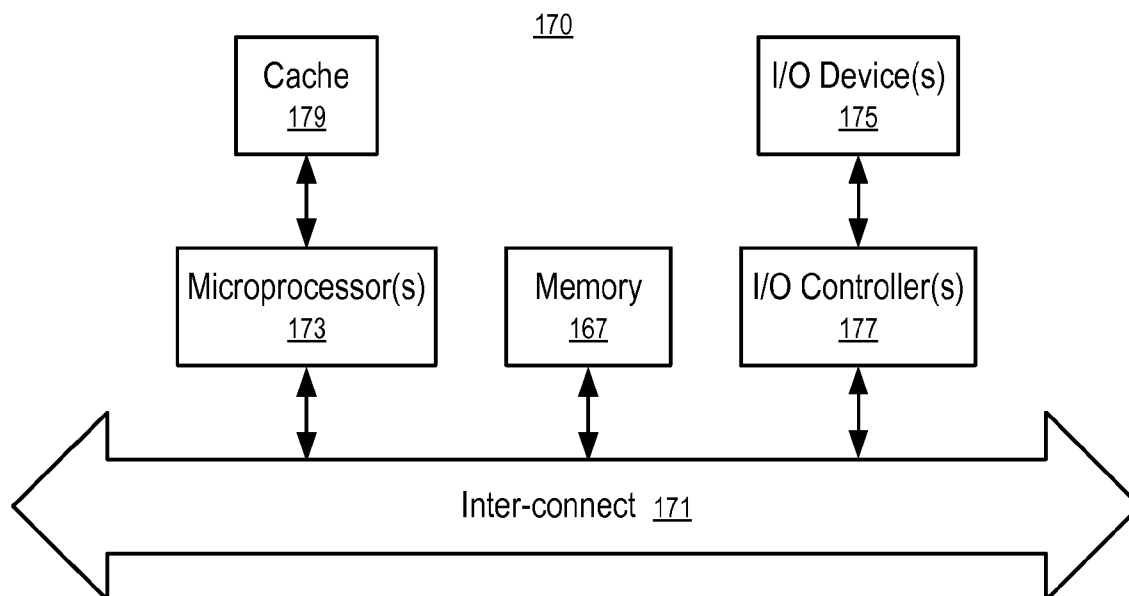 170
Cache
179
I/O Device(s)
175
Microprocessor(s)
173
Memory
167
I/O Controller(s)
177
Inter-connect 171